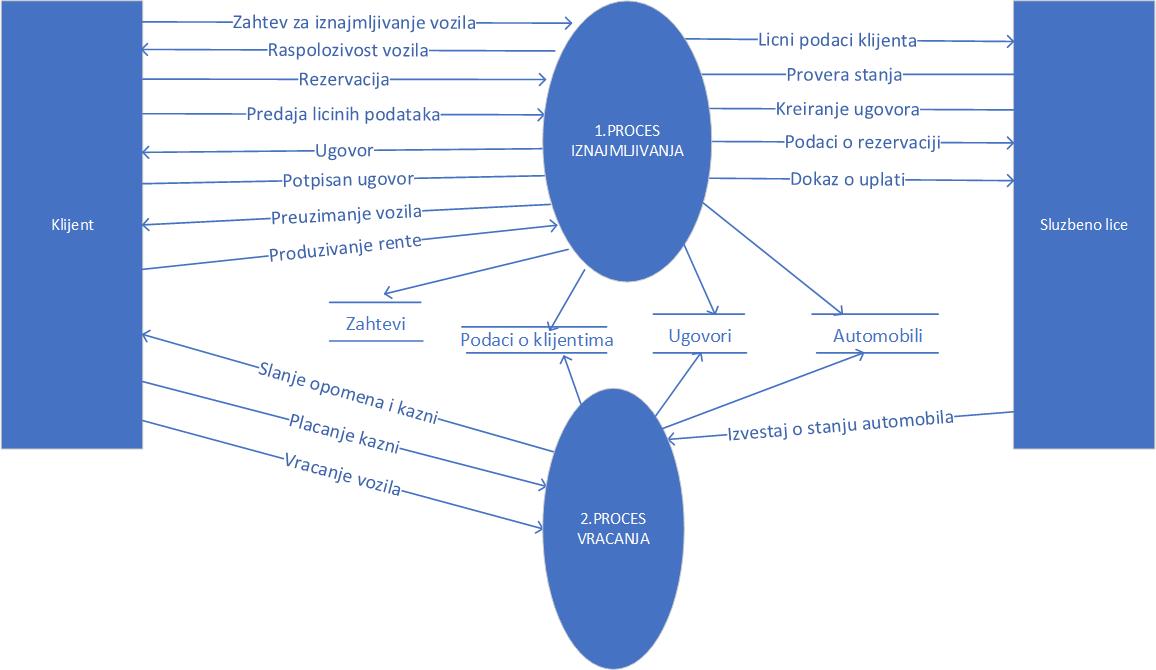 Zahtev za iznajmljivanje vozila
Raspolozivost vozila
Rezervacija
Predaja licinih podataka
Ugovor
Potpisan ugovor
Preuzimanje vozila
Produzivanje rente
Klijent
1.PROCES
IZNAJMLJIVANJA
Licni podaci klijenta
Provera stanja
Kreiranje ugovora
Podaci o rezervaciji
Dokaz o uplati
Sluzbeno lice
Zahtevi
Podaci o klijentima
Ugovori
Automobili
Slanje opomena i kazni
Placanje kazni
Vracanje vozila
Izvestaj o stanju automobila
2.PROCES
VRACANJA